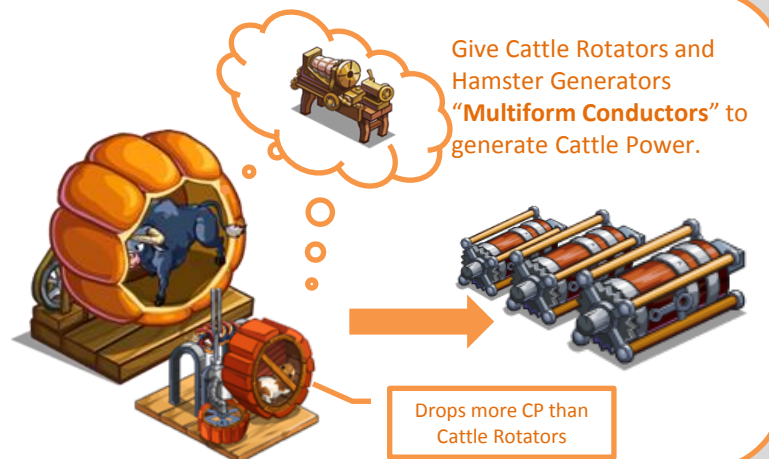 Give Cattle Rotators and
Hamster Generators
“Multiform Conductors” to
generate Cattle Power.
Drops more CP than
Cattle Rotators